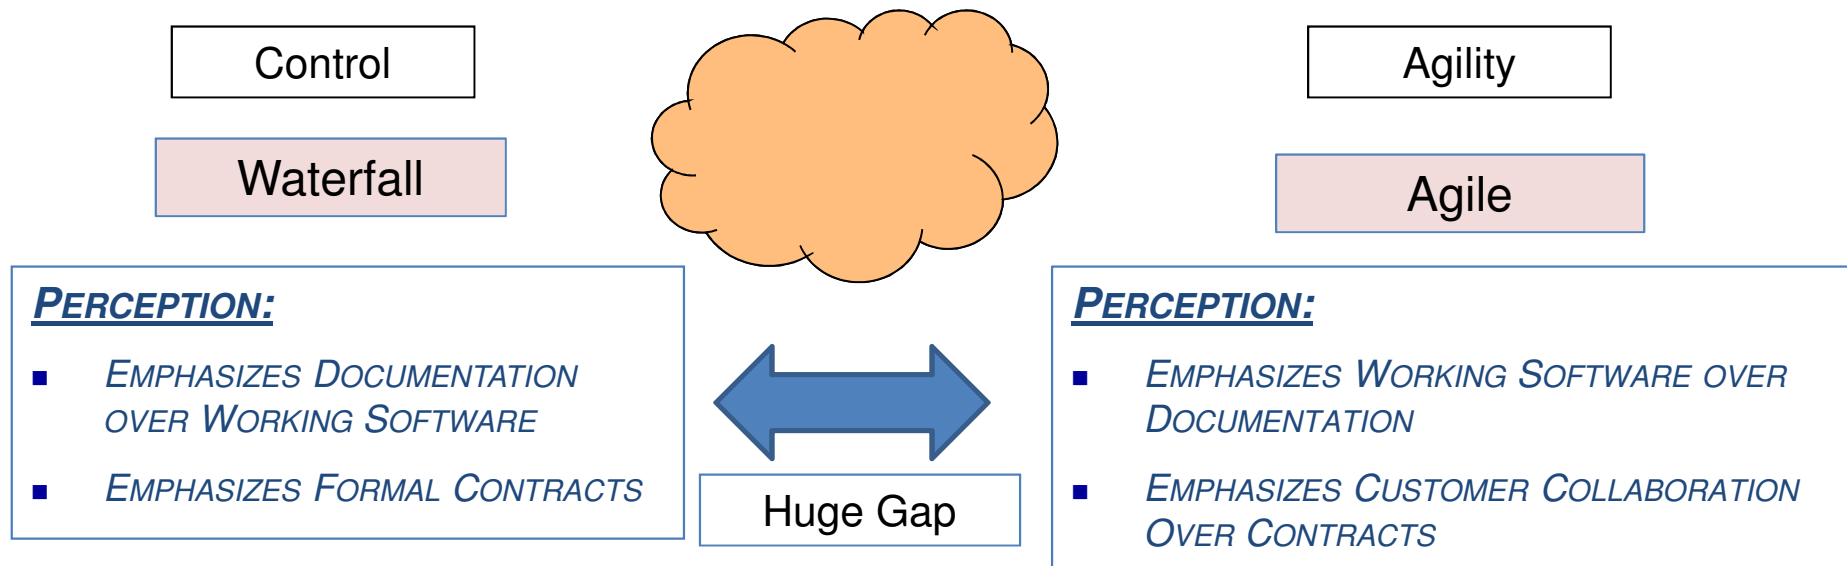 Control
Agility
Waterfall
Agile
PERCEPTION:
■ EMPHASIZES DOCUMENTATION
OVER WORKING SOFTWARE
■ EMPHASIZES FORMAL CONTRACTS
Huge Gap
PERCEPTION:
■ EMPHASIZES WORKING SOFTWARE OVER
DOCUMENTATION
■ EMPHASIZES CUSTOMER COLLABORATION
OVER CONTRACTS